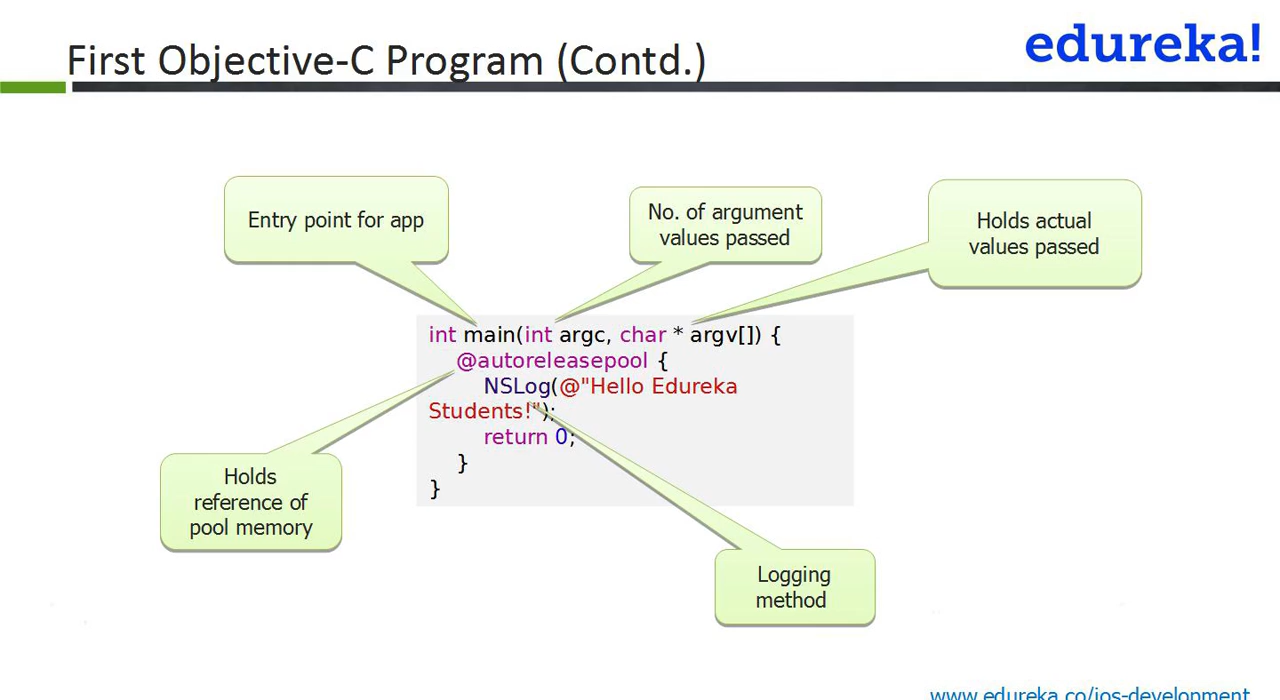 First Objective-C Program (Contd.)
edureka!
Entry point for app
No. of argument
values passed
Holds actual
values passed
int main(int argc, char * argv[]) {
@autoreleasepool {
NSLog(@"Hello Edureka
Students!");
return 0;
}
}
Holds
reference of
pool memory
Logging
method
www.edureka.co/ios-development